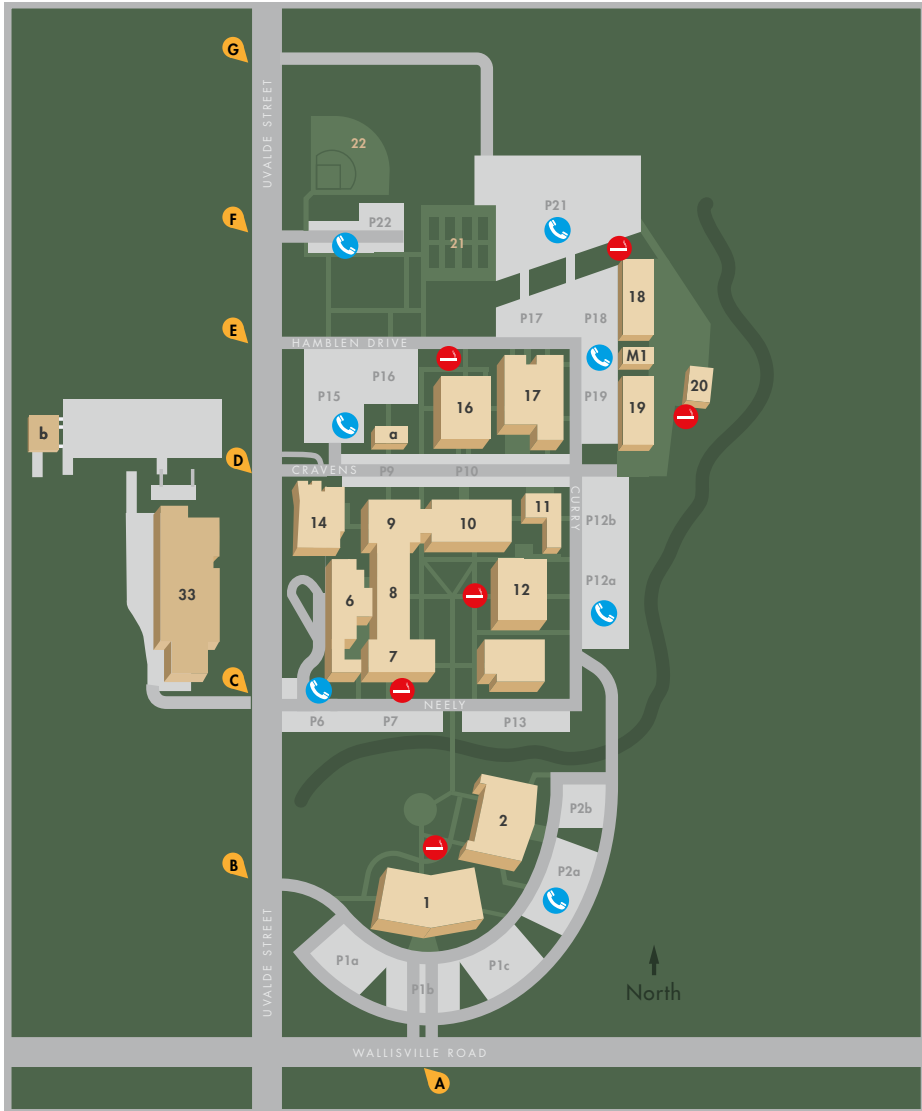 G
UVALDE STREET
22
F
P22
P21
21
18
E
P17
P18
HAMBLEN DRIVE
M1
P16
17
20
P15
P19
16
19
b
a
D
CRAVENS
P9
P10
CURRY
11
P12b
14
9
10
P12a
33
6
8
12
7
C
NEELY
P6
P7
P13
2
P2b
B
P2a
1
UVALDE STREET
P1a
P1c
P1b
North
WALLISVILLE ROAD
A